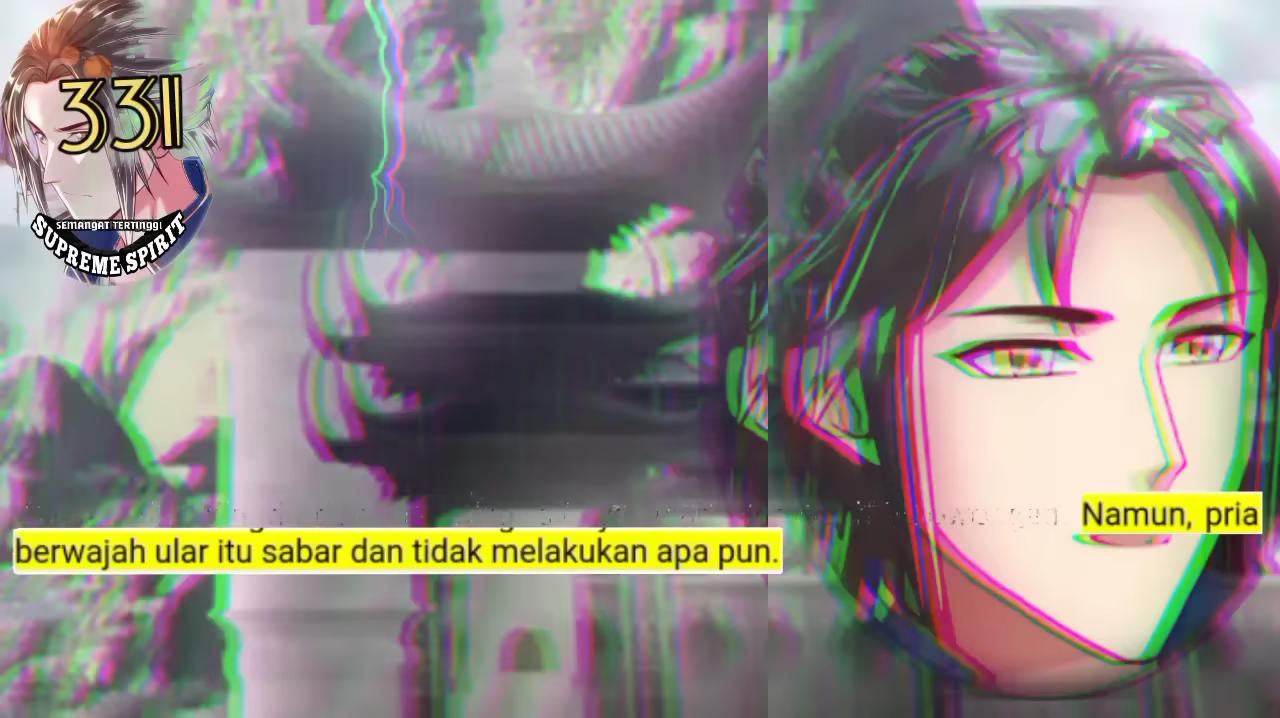 331
SEMANGAT TERTINGGI
SUPREME SPIRIT
Namun, pria
berwajah ular itu sabar dan tidak melakukan apa pun.